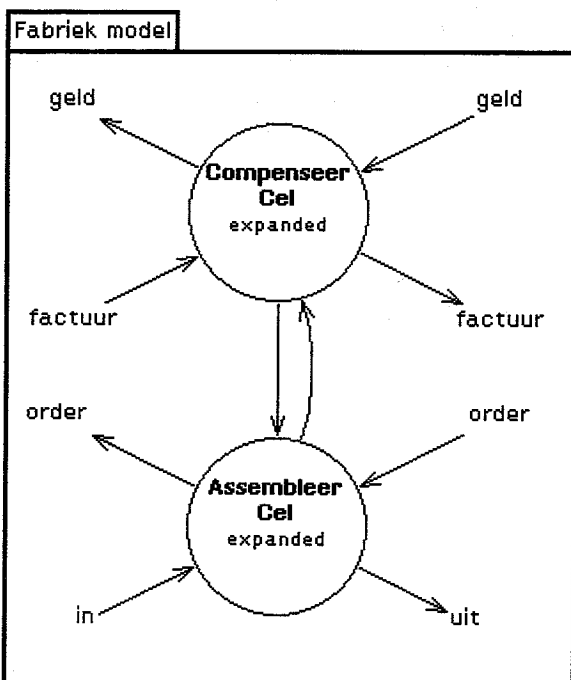 Fabriek model
geld
geld
Compenseer
Cel
expanded
factuur
factuur
order
order
Assembleer
Cel
expanded
in
uit